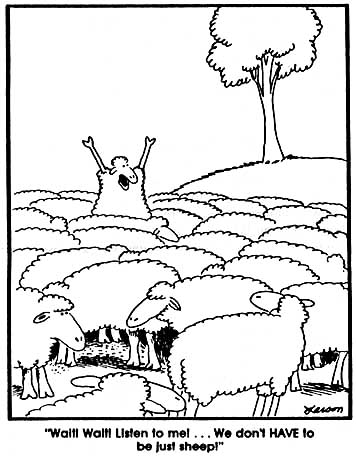 Larson
"Wait! Wait! Listen to me! ... We don't HAVE to
be just sheep!"